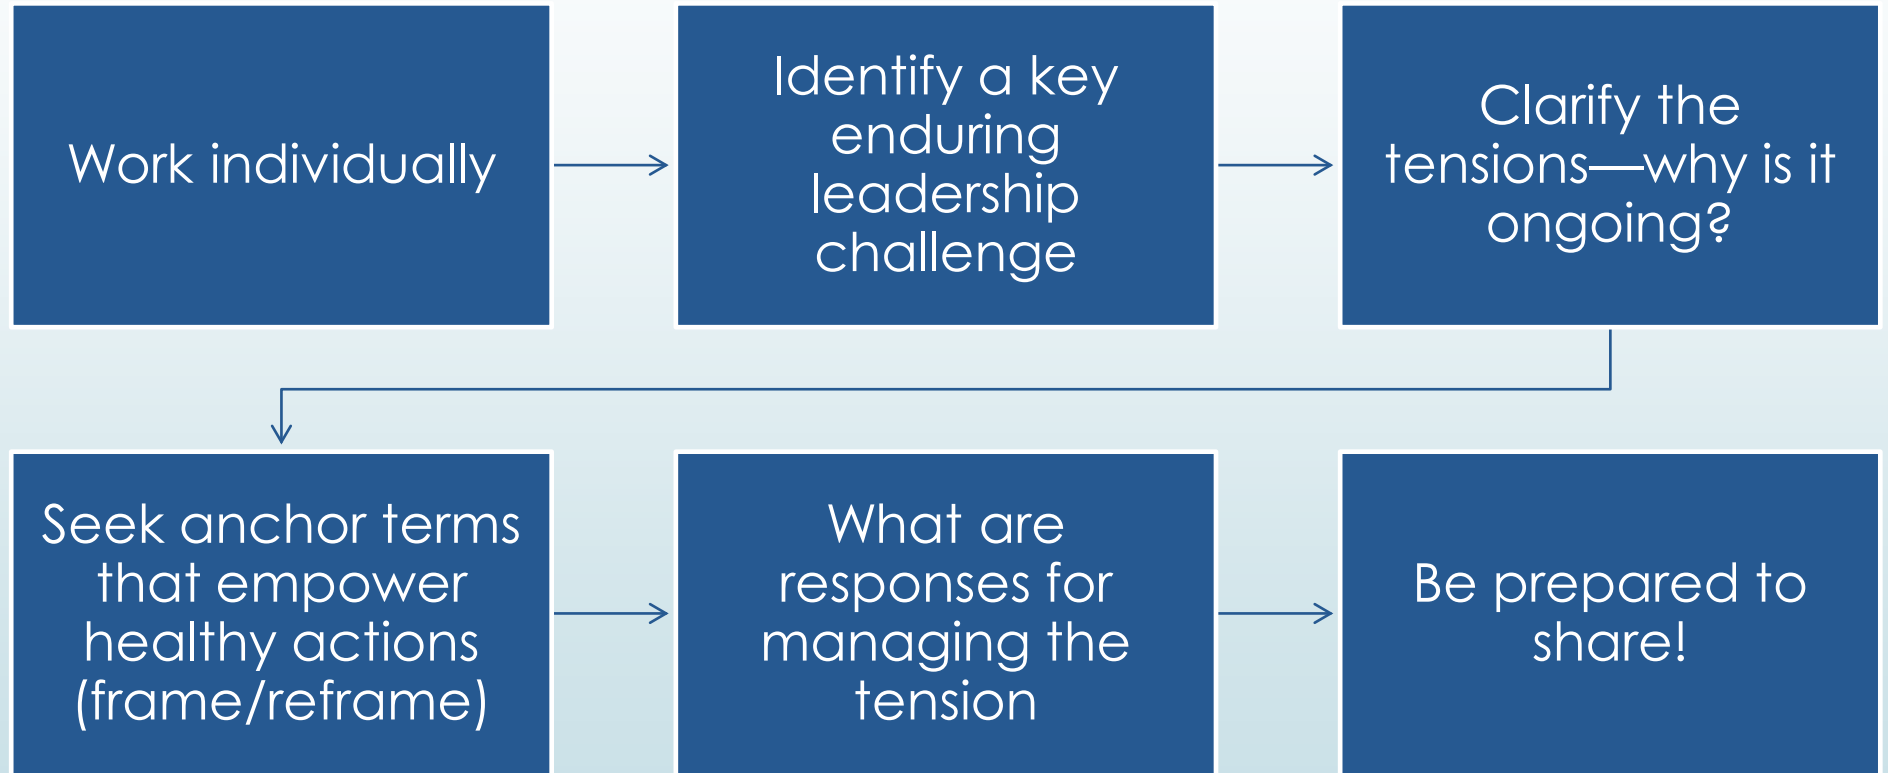 Work individually
Identify a key
enduring
leadership
challenge
Clarify the
tensions—why is it
ongoing?
Seek anchor terms
that empower
healthy actions
(frame/reframe)
What are
responses for
managing the
tension
Be prepared to
share!